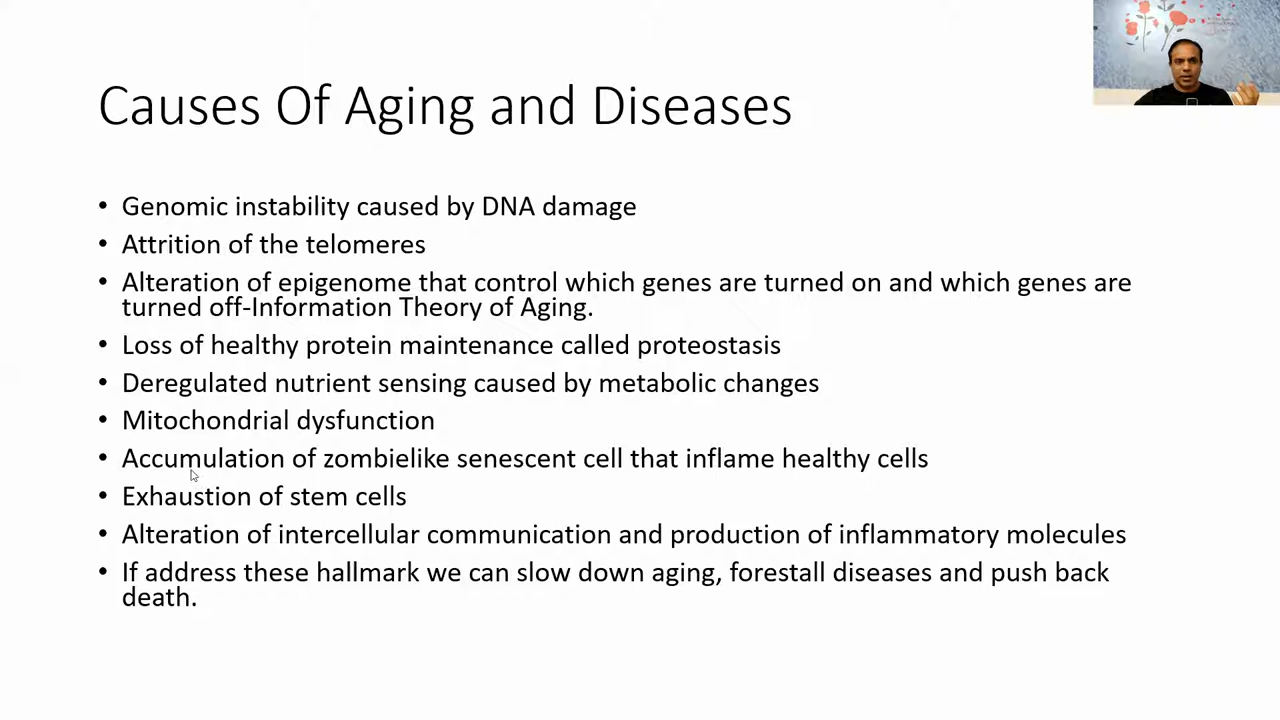 Causes Of Aging and Diseases
• Genomic instability caused by DNA damage
• Attrition of the telomeres
• Alteration of epigenome that control which genes are turned on and which genes are
turned off-Information Theory of Aging.
• Loss of healthy protein maintenance called proteostasis
• Deregulated nutrient sensing caused by metabolic changes
• Mitochondrial dysfunction
• Accumulation of zombielike senescent cell that inflame healthy cells
• Exhaustion of stem cells
• Alteration of intercellular communication and production of inflammatory molecules
• If address these hallmark we can slow down aging, forestall diseases and push back
death.